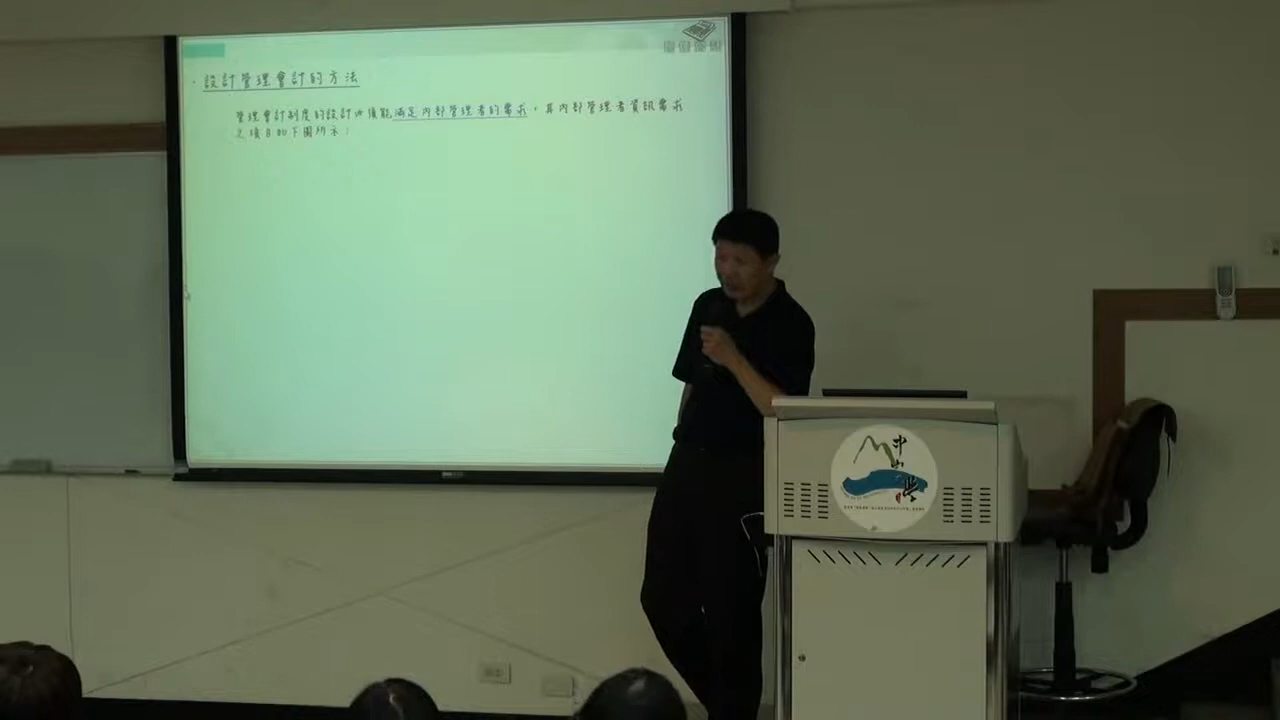 設計管理會計的方法
管理會計制度的設計必須能滿足內部管理者的需求，其內部管理者資訊需求
之項目如下圖所示：
中山